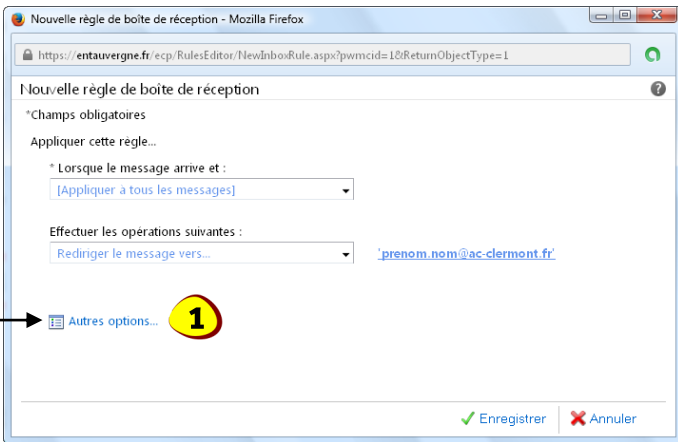 Nouvelle règle de boîte de réception - Mozilla Firefox
https://entauvergne.fr/ecp/RulesEditor/NewInboxRule.aspx?pwmcid=1&ReturnObjectType=1
Nouvelle règle de boîte de réception
*Champs obligatoires
Appliquer cette règle...
* Lorsque le message arrive et :
[Appliquer à tous les messages]
Effectuer les opérations suivantes :
Rediriger le message vers... 'prenom.nom@ac-clermont.fr'
Autres options... 1
Enregistrer Annuler